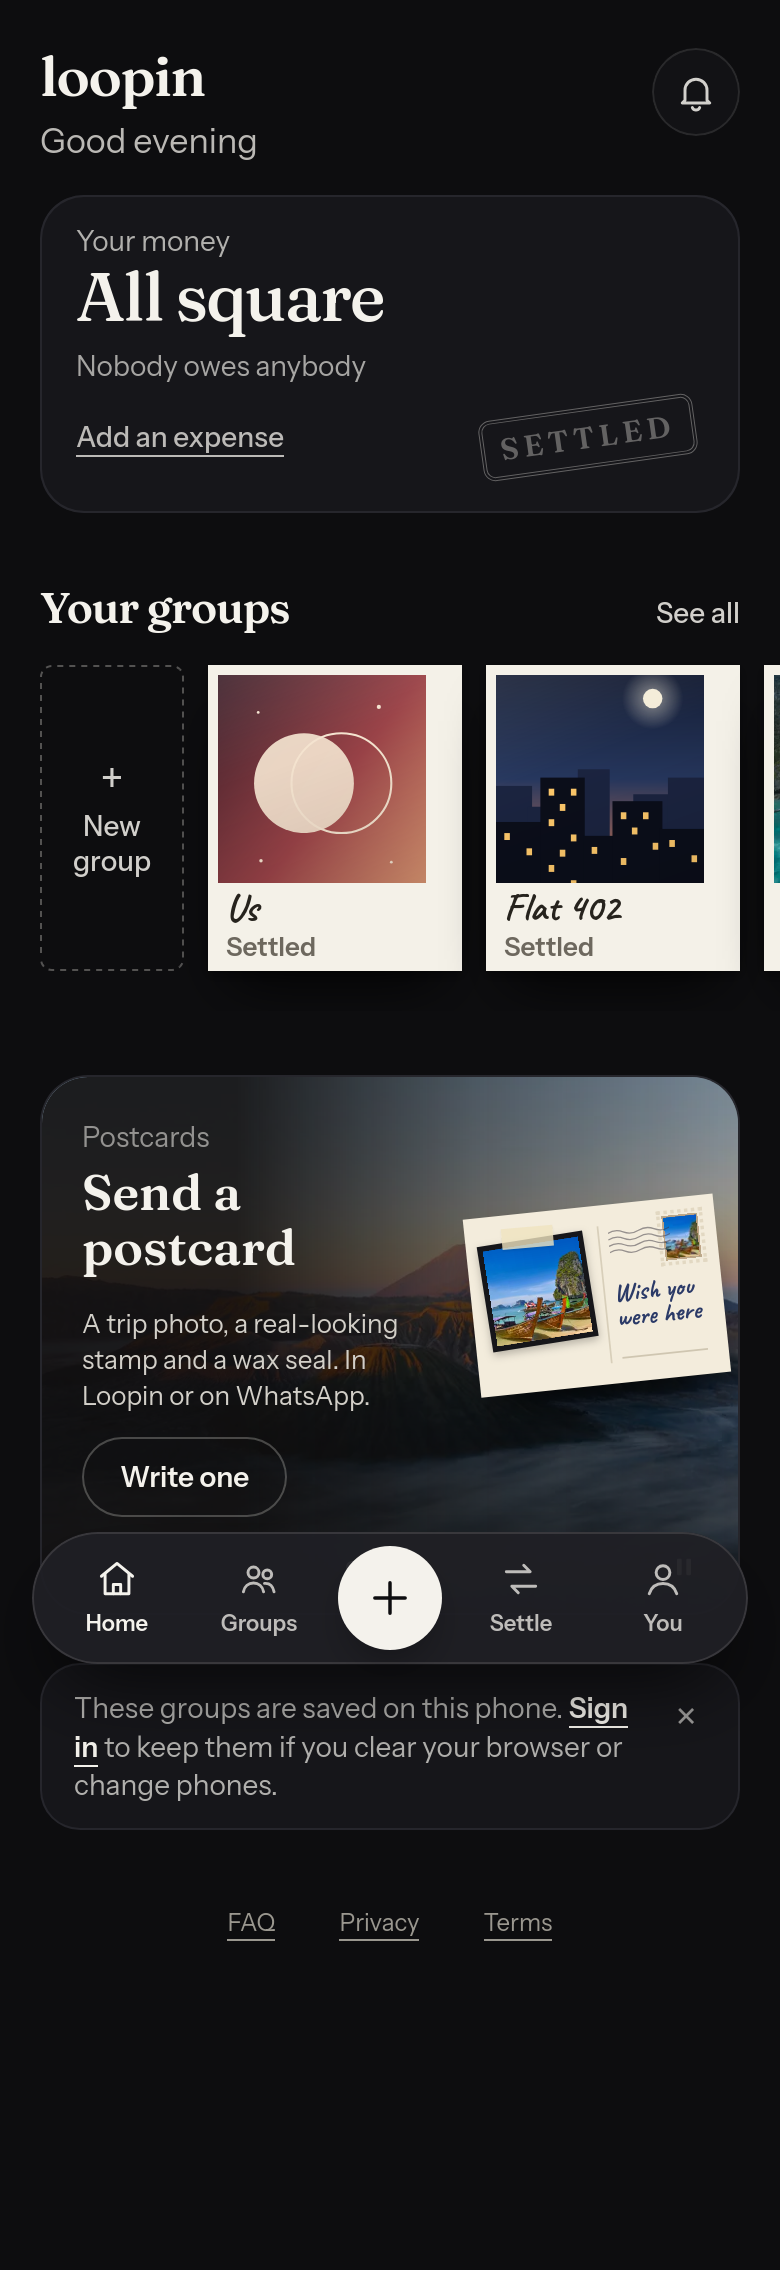 loopin
Good evening
Your money
All square
Nobody owes anybody
Add an expense
SETTLED
Your groups
See all
+
New
group
Us
Settled
Flat 402
Settled
Postcards
Send a
postcard
A trip photo, a real-looking
stamp and a wax seal. In
Loopin or on WhatsApp.
Wish you
were here
Write one
Home
Groups
Settle
You
These groups are saved on this phone. Sign
in to keep them if you clear your browser or
change phones.
FAQ
Privacy
Terms